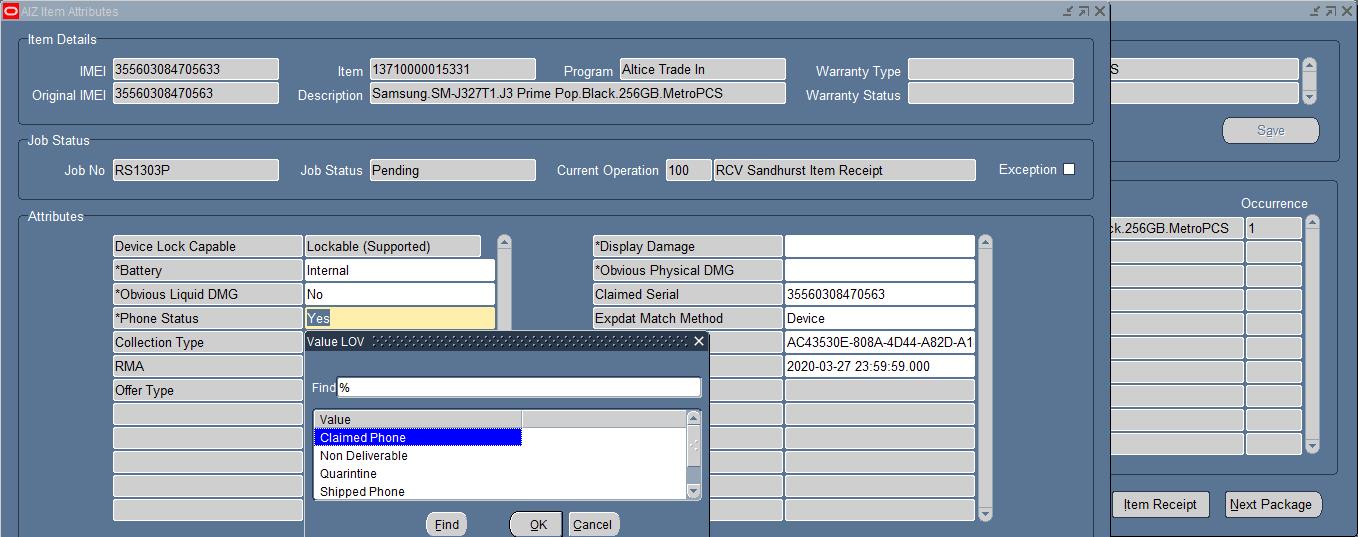 AIZ Item Attributes
Item Details
IMEI 355603084705633 Item 13710000015331 Program Altice Trade In Warranty Type
Original IMEI 35560308470563 Description Samsung.SM-J327T1.J3 Prime Pop.Black.256GB.MetroPCS Warranty Status
S
Save
Job Status
Job No RS1303P Job Status Pending Current Operation 100 RCV Sandhurst Item Receipt Exception
Occurrence
Attributes
Device Lock Capable Lockable (Supported) *Display Damage
ck.256GB.MetroPCS 1
*Battery Internal *Obvious Physical DMG
*Obvious Liquid DMG No Claimed Serial 35560308470563
*Phone Status Yes Expdat Match Method Device
Collection Type AC43530E-808A-4D44-A82D-A1
RMA 2020-03-27 23:59:59.000
Offer Type
Value LOV
Find %
Value
Claimed Phone
Non Deliverable
Quarintine
Shipped Phone
Find OK Cancel
Item Receipt Next Package